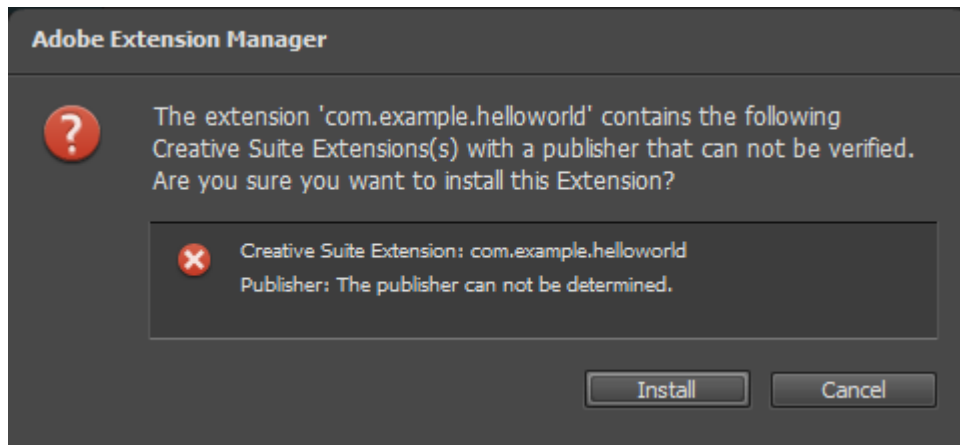 Adobe Extension Manager
The extension 'com.example.helloworld' contains the following
Creative Suite Extensions(s) with a publisher that can not be verified.
Are you sure you want to install this Extension?
Creative Suite Extension: com.example.helloworld
Publisher: The publisher can not be determined.
Install Cancel